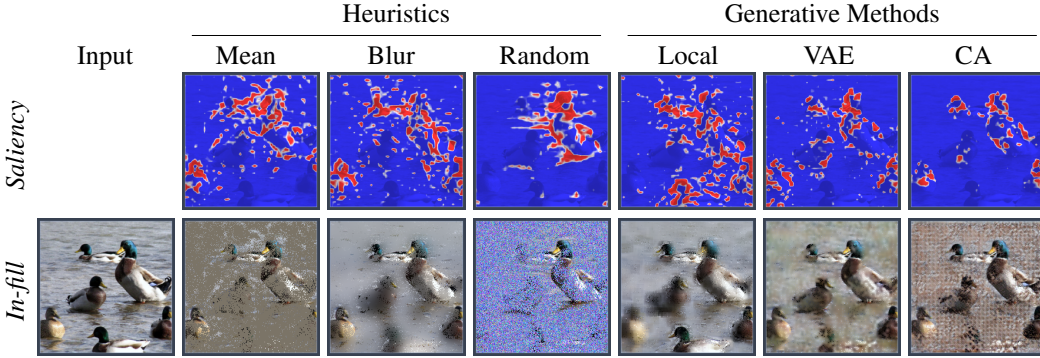 Heuristics Generative Methods
Input Mean Blur Random Local VAE CA
Saliency
In-fill